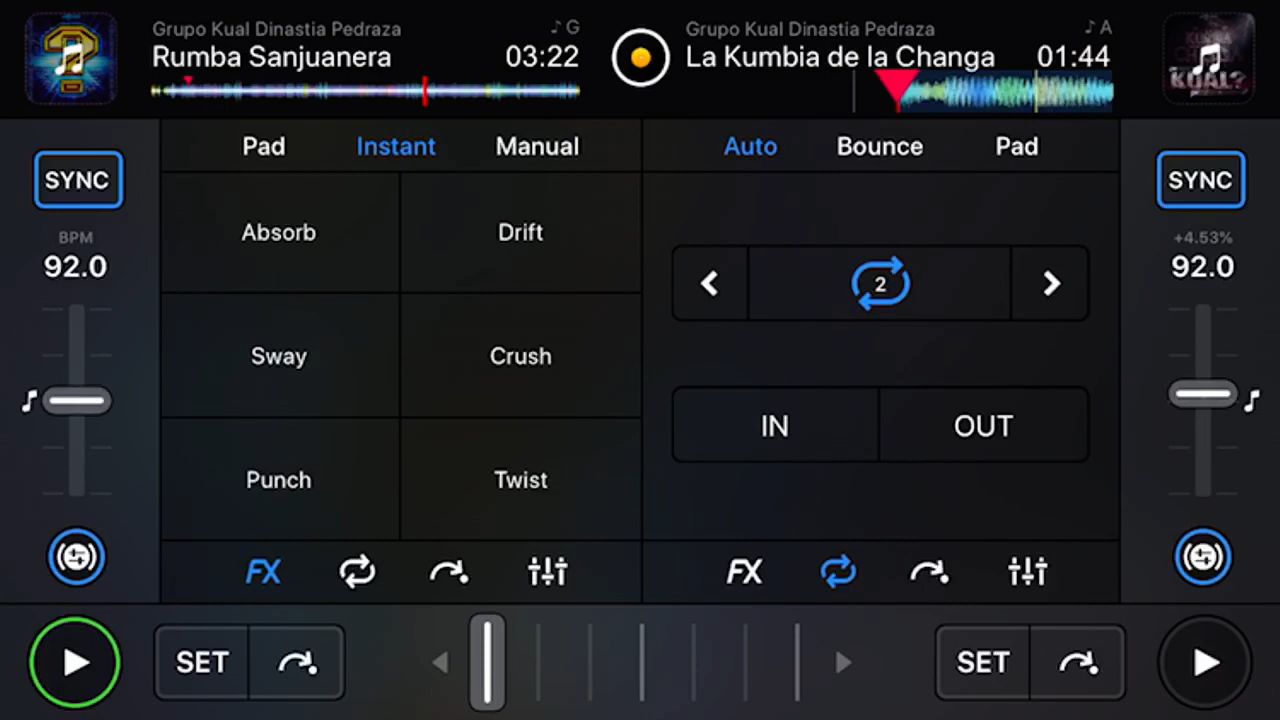 Grupo Kual Dinastia Pedraza
♪ G
Rumba Sanjuanera
03:22
Grupo Kual Dinastia Pedraza
♪ A
La Kumbia de la Changa
01:44
KUAL?
Pad
Instant
Manual
Auto
Bounce
Pad
SYNC
BPM
92.0
Absorb
Drift
Sway
Crush
Punch
Twist
2
IN
OUT
SYNC
+4.53%
92.0
FX
FX
SET
SET